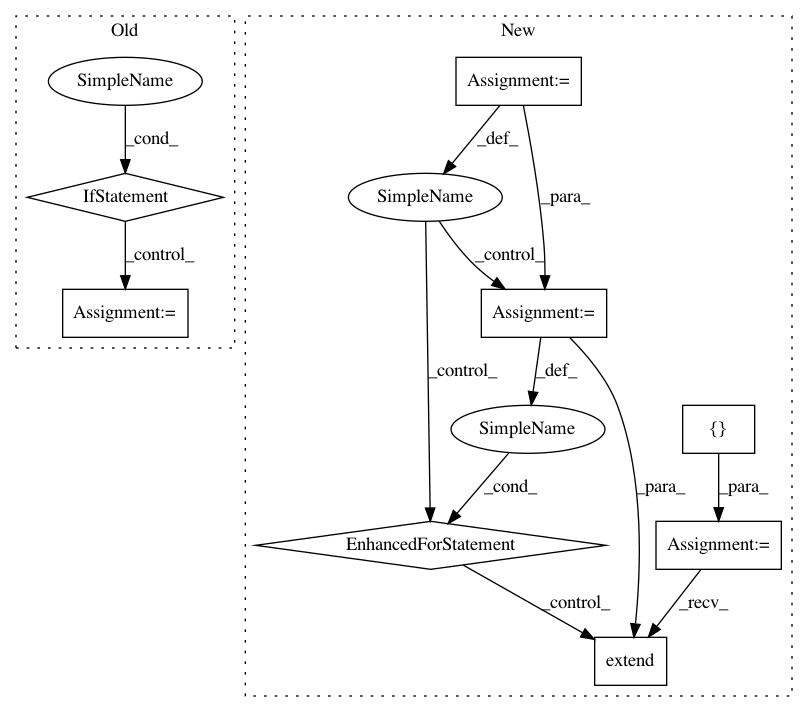 Old
New
SimpleName
Assignment:=
_cond_
_def_
IfStatement
SimpleName
_para_
_control_
_control_
Assignment:=
Assignment:=
_control_
_def_
SimpleName
{}
_cond_
_para_
_para_
EnhancedForStatement
Assignment:=
_control_
_recv_
extend